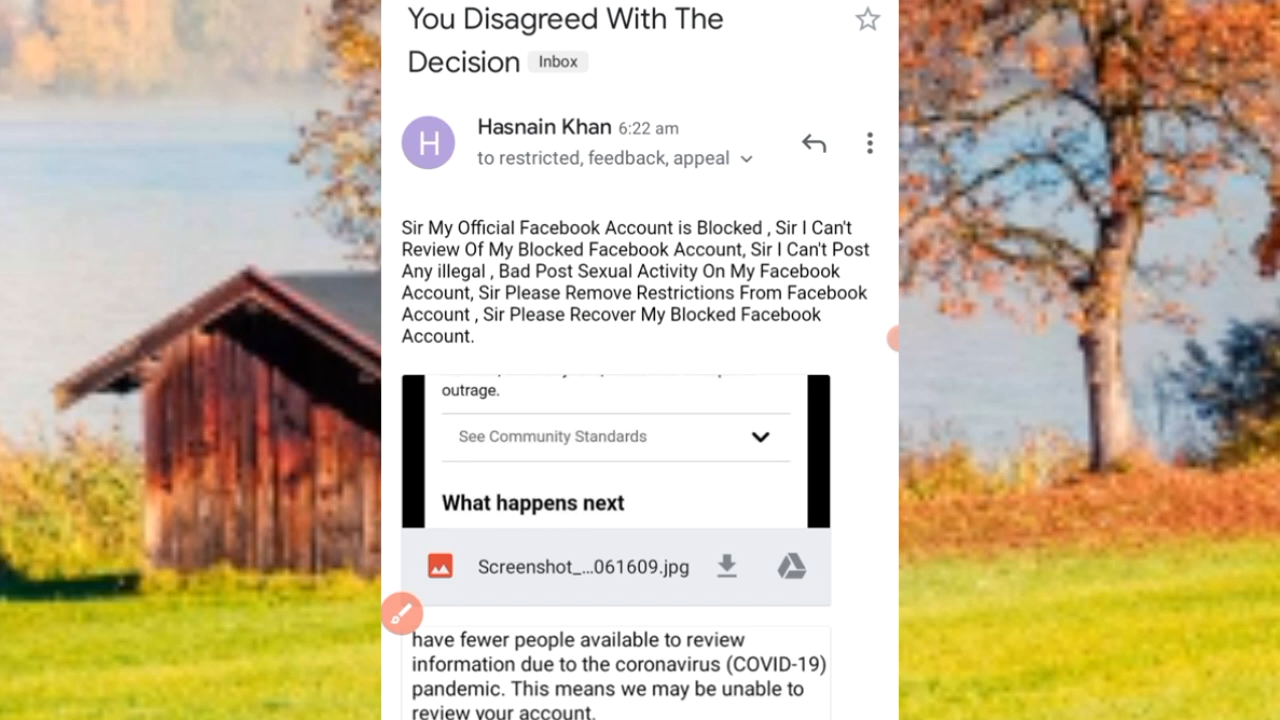 You Disagreed With The
Decision Inbox
H
Hasnain Khan 6:22 am
to restricted, feedback, appeal
Sir My Official Facebook Account is Blocked , Sir I Can't
Review Of My Blocked Facebook Account, Sir I Can't Post
Any illegal , Bad Post Sexual Activity On My Facebook
Account, Sir Please Remove Restrictions From Facebook
Account , Sir Please Recover My Blocked Facebook
Account.
outrage.
See Community Standards
What happens next
Screenshot_...061609.jpg
have fewer people available to review
information due to the coronavirus (COVID-19)
pandemic. This means we may be unable to
review your account.